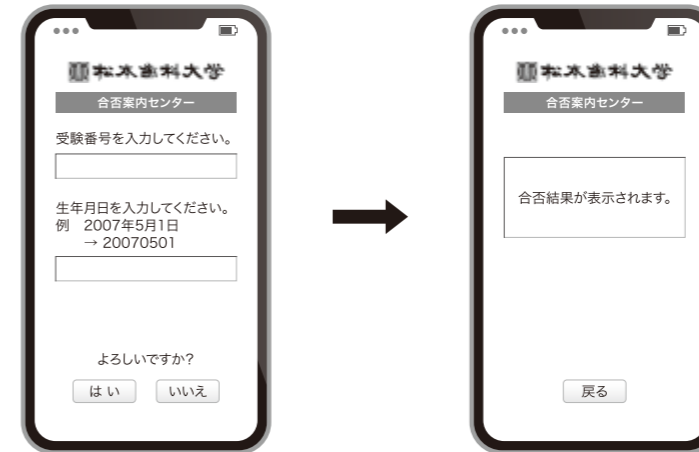 松本歯科大学
合否案内センター
受験番号を入力してください。
生年月日を入力してください。
例 2007年5月1日
→ 20070501
よろしいですか?
はい いいえ
松本歯科大学
合否案内センター
合否結果が表示されます。
戻る